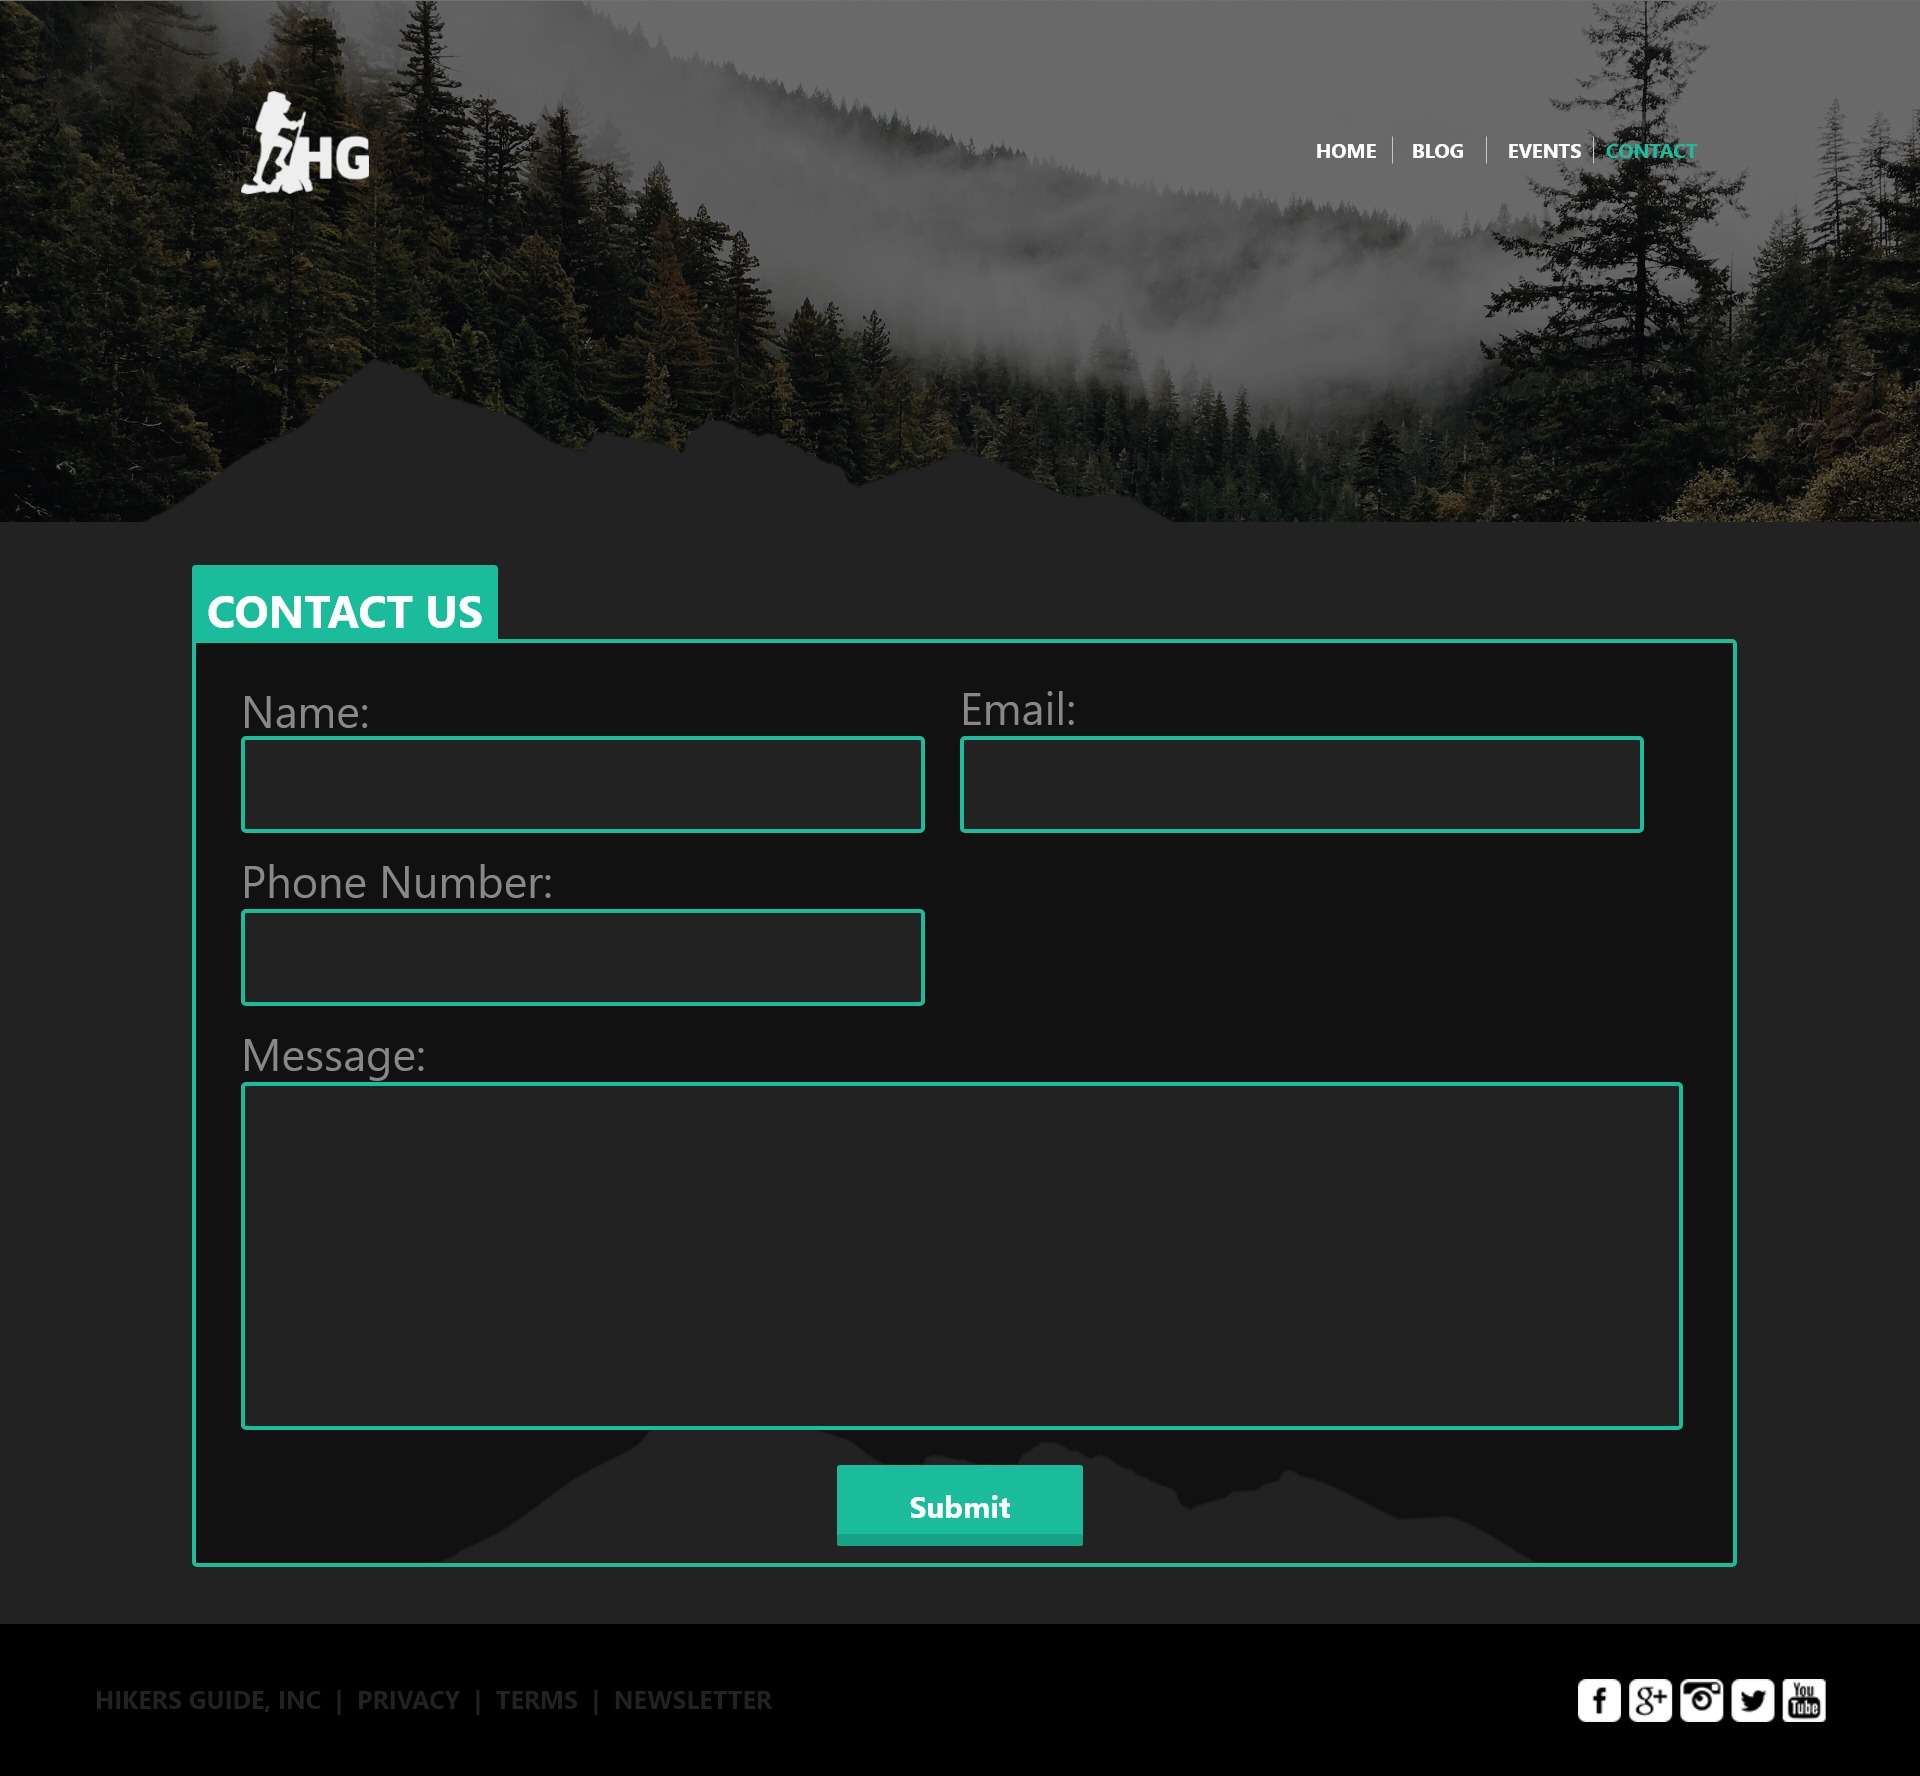 HG
HOME | BLOG | EVENTS | CONTACT
CONTACT US
Name:
Email:
Phone Number:
Message:
Submit
HIKERS GUIDE, INC | PRIVACY | TERMS | NEWSLETTER
f g+ You Tube